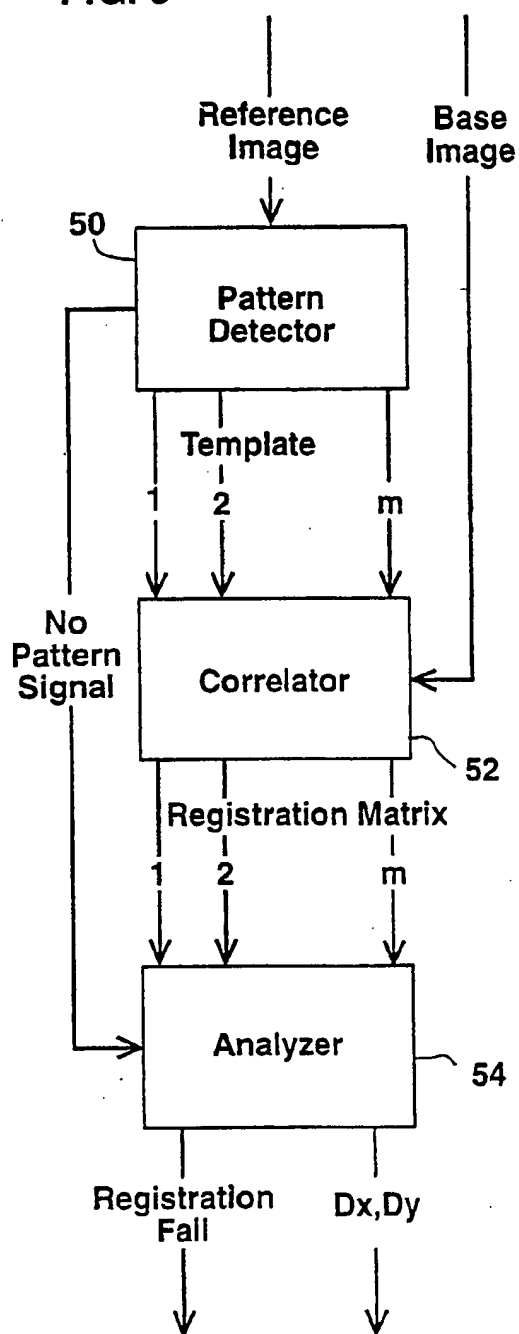 Reference
Image
Base
Image
50
Pattern
Detector
Template
1
2
m
No
Pattern
Signal
Correlator
52
Registration Matrix
1
2
m
Analyzer
54
Registration
Fail
Dx,Dy